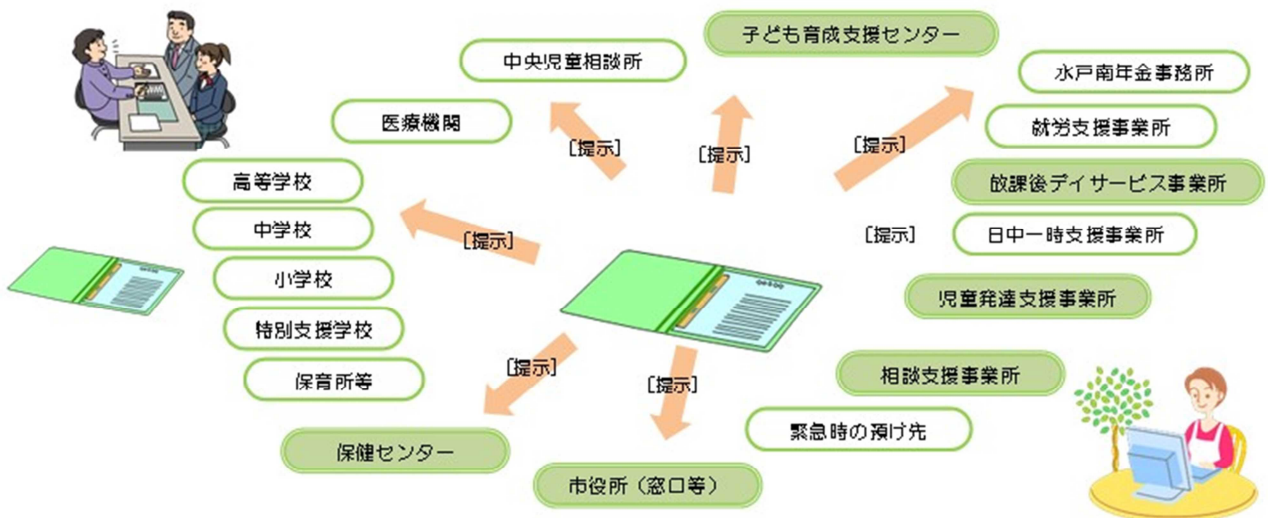 子ども育成支援センター
中央児童相談所
水戸南年金事務所
医療機関
就労支援事業所
[提示]
[提示]
[提示]
高等学校
放課後デイサービス事業所
中学校
[提示]
[提示]
日中一時支援事業所
小学校
児童発達支援事業所
特別支援学校
[提示]
[提示]
保育所等
相談支援事業所
緊急時の預け先
保健センター
市役所（窓口等）